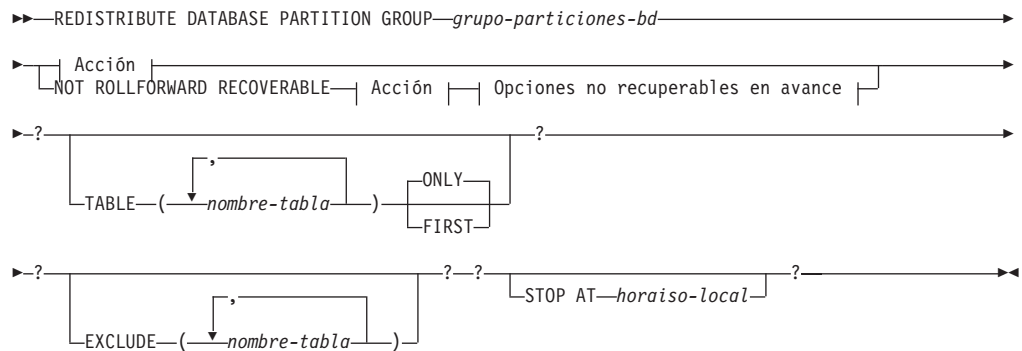 REDISTRIBUTE DATABASE PARTITION GROUP grupo-particiones-bd
Acción
NOT ROLLFORWARD RECOVERABLE Acción Opciones no recuperables en avance
? ?
,
TABLE ( nombre-tabla ) ONLY
FIRST
? ? ? ?
,
STOP AT horaiso-local
EXCLUDE ( nombre-tabla )